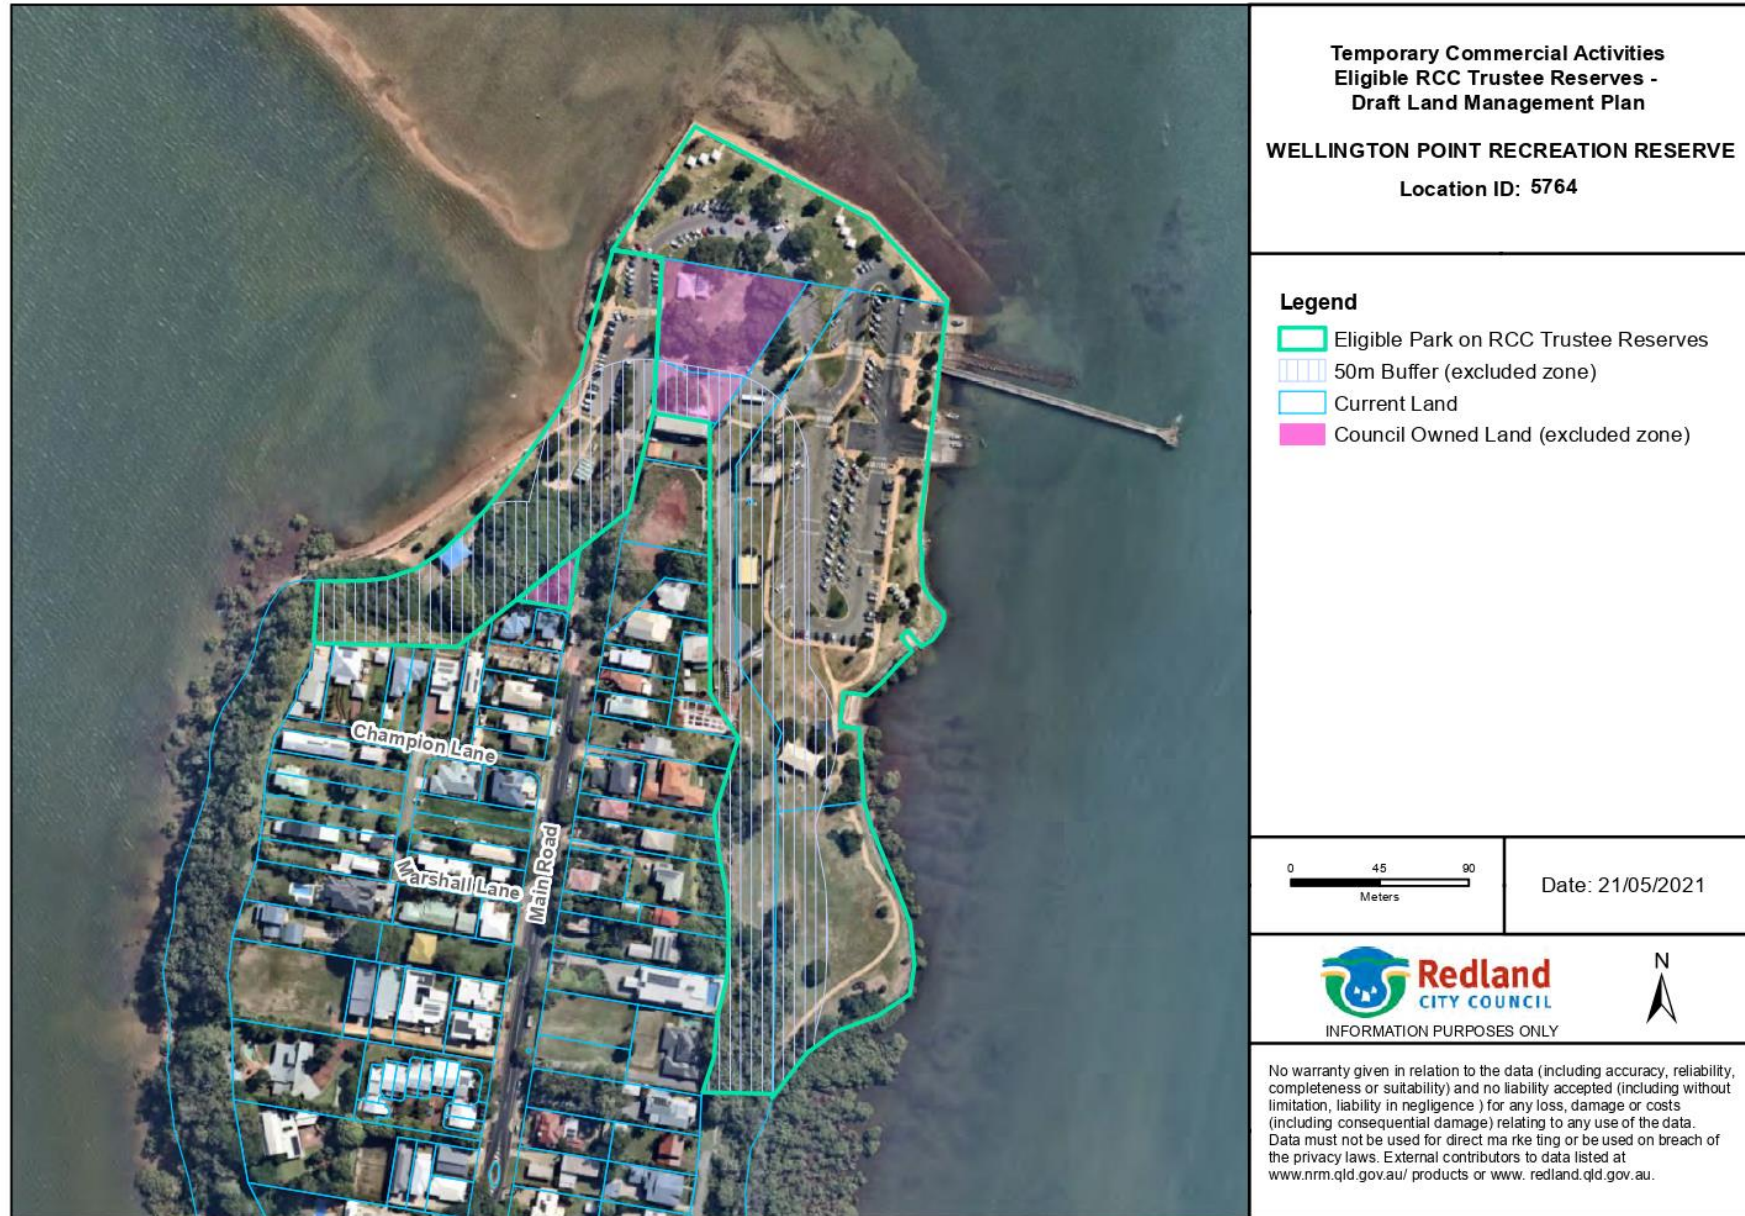 Temporary Commercial Activities
Eligible RCC Trustee Reserves -
Draft Land Management Plan
WELLINGTON POINT RECREATION RESERVE
Location ID: 5764
Legend
Eligible Park on RCC Trustee Reserves
50m Buffer (excluded zone)
Current Land
Council Owned Land (excluded zone)
Champion Lane
Marshall Lane
Main Road
0 45 90
Meters
Date: 21/05/2021
Redland
CITY COUNCIL
INFORMATION PURPOSES ONLY
N
No warranty given in relation to the data (including accuracy, reliability,
completeness or suitability) and no liability accepted (including without
limitation, liability in negligence ) for any loss, damage or costs
(including consequential damage) relating to any use of the data.
Data must not be used for direct ma rke ting or be used on breach of
the privacy laws. External contributors to data listed at
www.nrm.qld.gov.au/ products or www. redland.qld.gov.au.